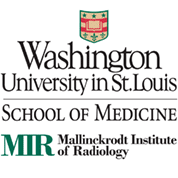 Washington
University in St. Louis
SCHOOL OF MEDICINE
MIR Mallinckrodt Institute
of Radiology